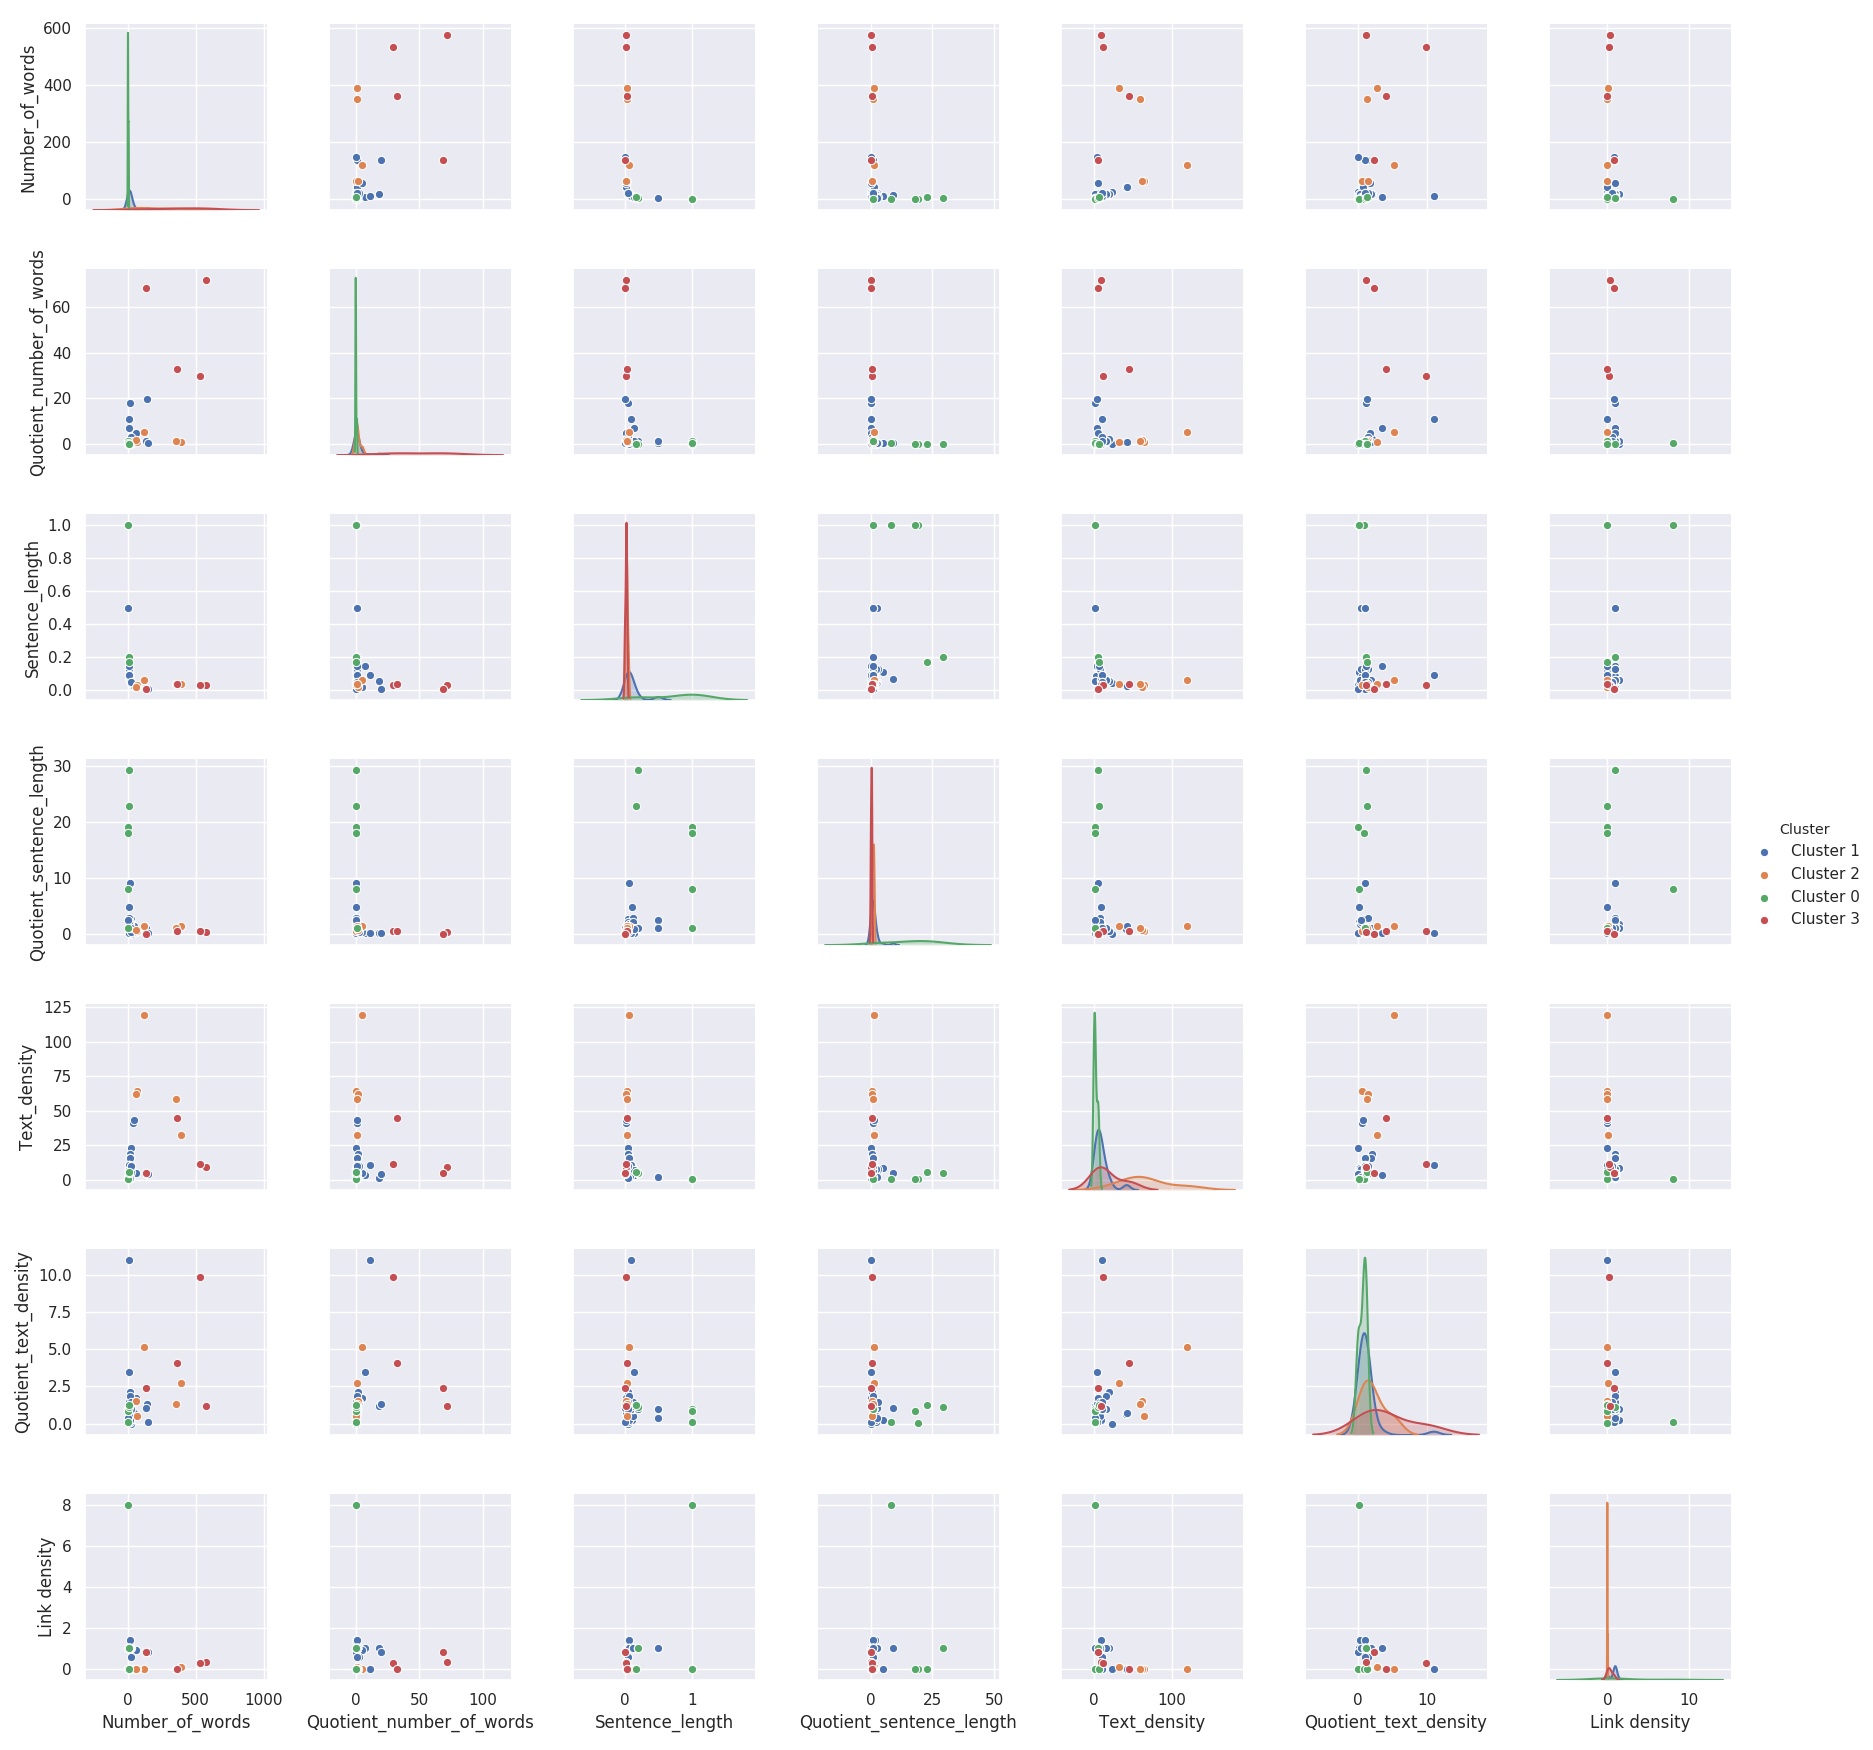 600
400
200
0
Number_of_words
60
40
20
0
Quotient_number_of_words
1.0
0.8
0.6
0.4
0.2
0.0
Sentence_length
30
20
10
0
Quotient_sentence_length
Cluster
Cluster 1
Cluster 2
Cluster 0
Cluster 3
125
100
75
50
25
0
Text_density
10.0
7.5
5.0
2.5
0.0
Quotient_text_density
8
6
4
2
0
Link density
0 500 1000
Number_of_words
0 50 100
Quotient_number_of_words
0 1
Sentence_length
0 25 50
Quotient_sentence_length
0 100
Text_density
0 10
Quotient_text_density
0 10
Link density